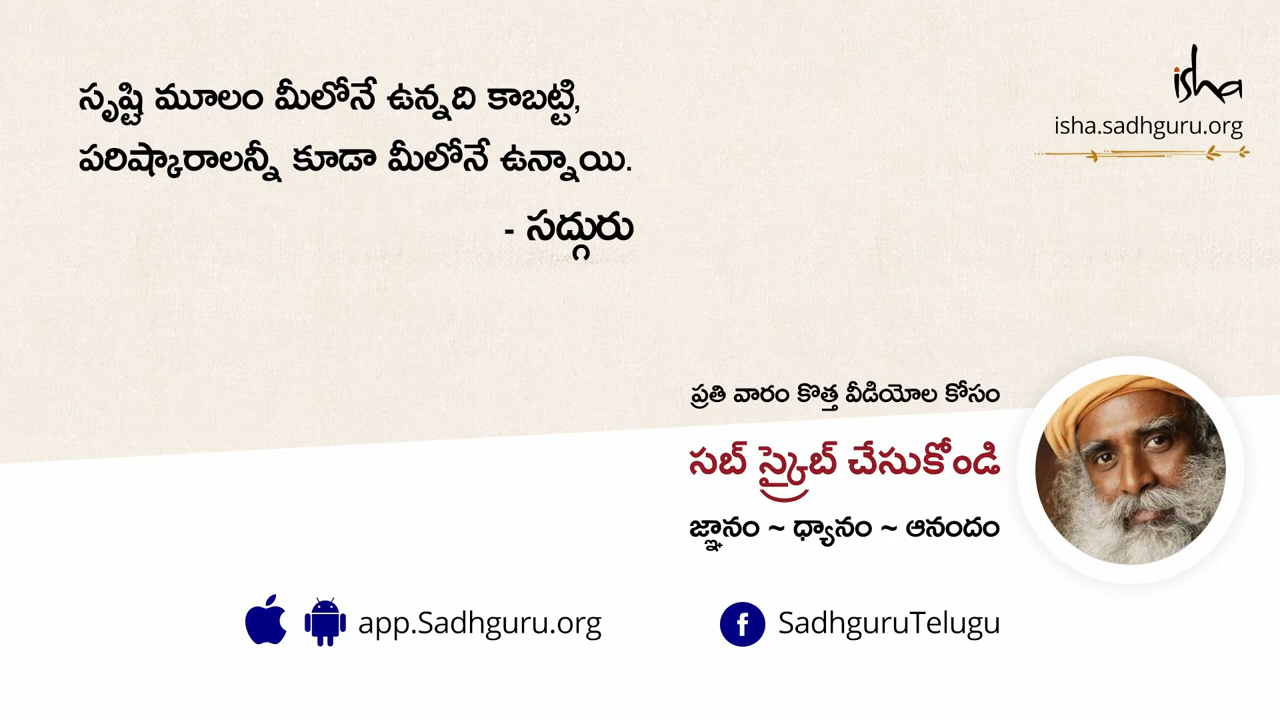 సృష్టి మూలం మీలోనే ఉన్నది కాబట్టి,
పరిష్కారాలన్నీ కూడా మీలోనే ఉన్నాయి.
- సద్గురు
isha
isha.sadhguru.org
ప్రతి వారం కొత్త వీడియోల కోసం
సబ్ స్క్రైబ్ చేసుకోండి
జ్ఞానం ~ ధ్యానం ~ ఆనందం
app.Sadhguru.org
f SadhguruTelugu